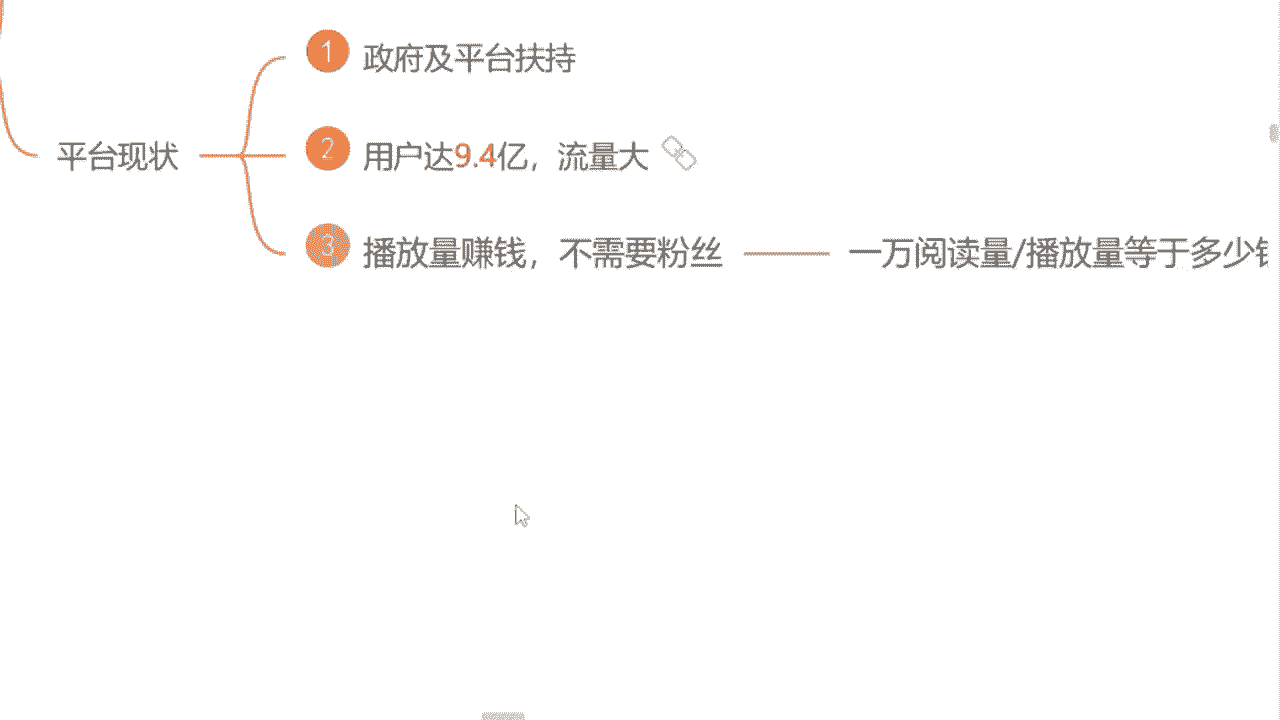 1 政府及平台扶持
平台现状
2 用户达9.4亿，流量大
3 播放量赚钱，不需要粉丝
一万阅读量/播放量等于多少